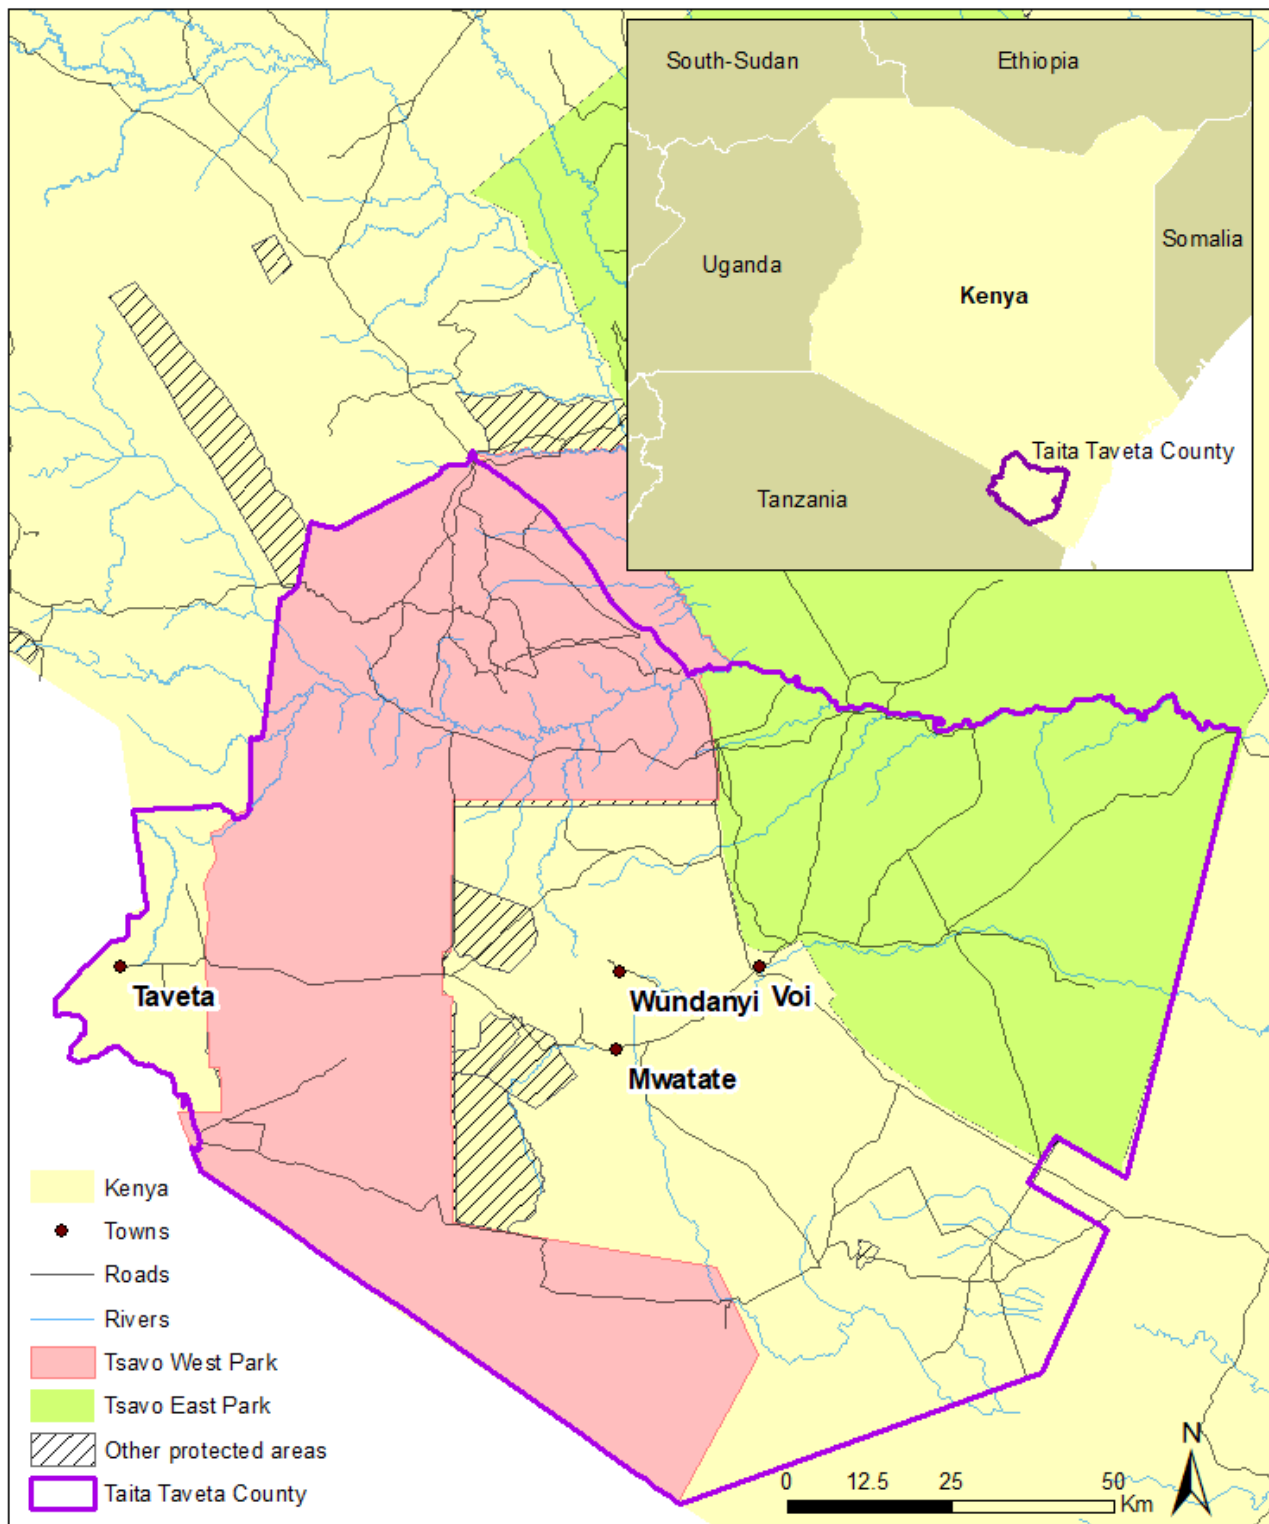 South-Sudan
Ethiopia
Somalia
Uganda
Kenya
Taita Taveta County
Tanzania
Taveta
Wundanyi
Voi
Mwatate
Kenya
Towns
Roads
Rivers
Tsavo West Park
Tsavo East Park
Other protected areas
Taita Taveta County
N
0 12.5 25 50
Km